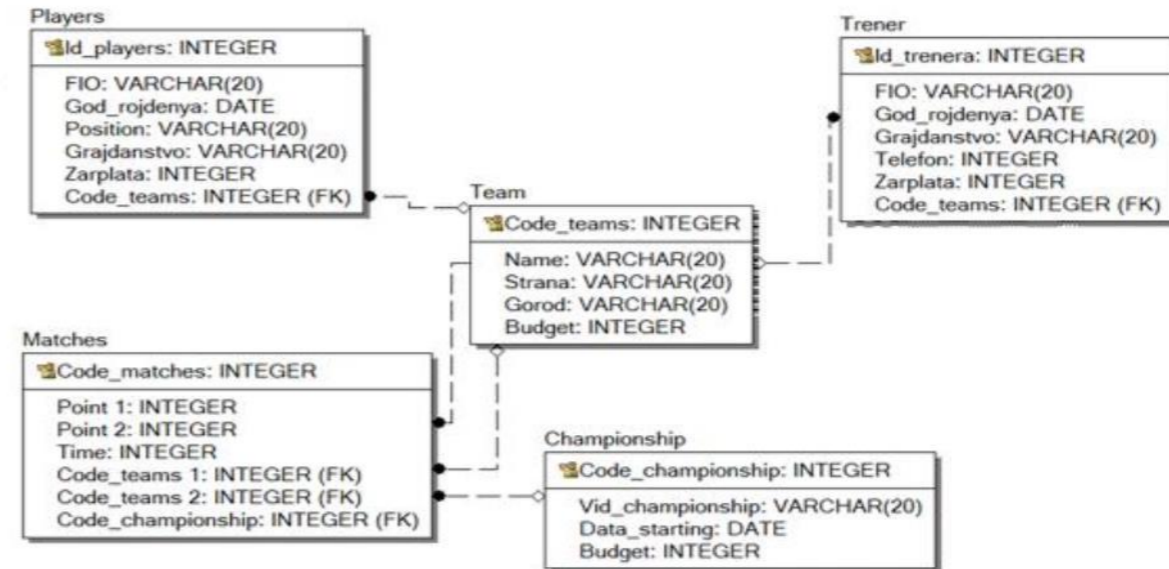 Players
Id_players: INTEGER
FIO: VARCHAR(20)
God_rojdenya: DATE
Position: VARCHAR(20)
Grajdanstvo: VARCHAR(20)
Zarplata: INTEGER
Code_teams: INTEGER (FK)
Trener
Id_trenera: INTEGER
FIO: VARCHAR(20)
God_rojdenya: DATE
Grajdanstvo: VARCHAR(20)
Telefon: INTEGER
Zarplata: INTEGER
Code_teams: INTEGER (FK)
Team
Code_teams: INTEGER
Name: VARCHAR(20)
Strana: VARCHAR(20)
Gorod: VARCHAR(20)
Budget: INTEGER
Matches
Code_matches: INTEGER
Point 1: INTEGER
Point 2: INTEGER
Time: INTEGER
Code_teams 1: INTEGER (FK)
Code_teams 2: INTEGER (FK)
Code_championship: INTEGER (FK)
Championship
Code_championship: INTEGER
Vid_championship: VARCHAR(20)
Data_starting: DATE
Budget: INTEGER